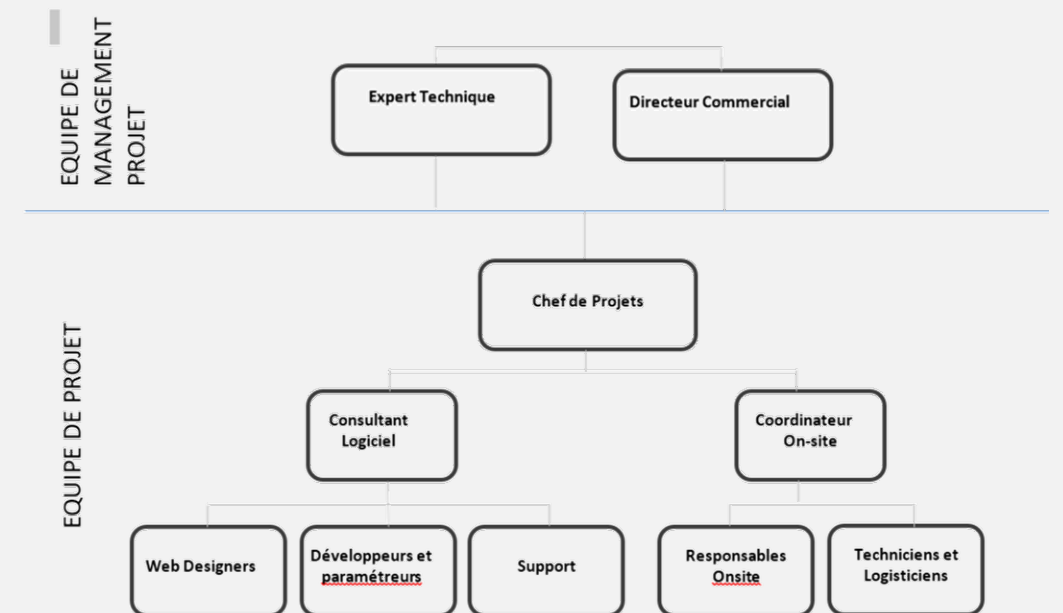 EQUIPE DE
MANAGEMENT
PROJET
Expert Technique
Directeur Commercial
EQUIPE DE PROJET
Chef de Projets
Consultant
Logiciel
Coordinateur
On-site
Web Designers
Développeurs et
paramétreurs
Support
Responsables
Onsite
Techniciens et
Logisticiens